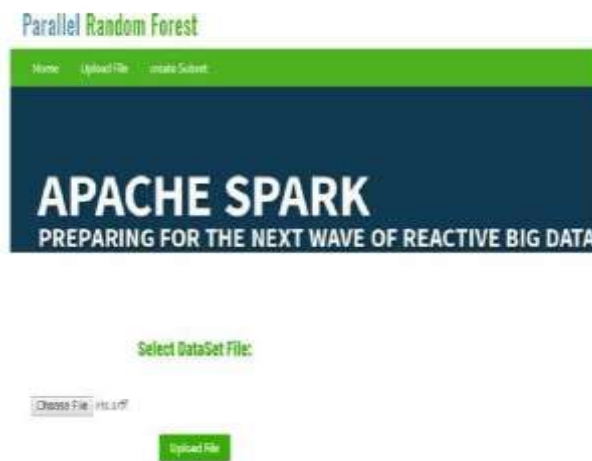 Parallel Random Forest
Home Upload File create Subset
APACHE SPARK
PREPARING FOR THE NEXT WAVE OF REACTIVE BIG DATA
Select DataSet File:
Choose File
Upload File